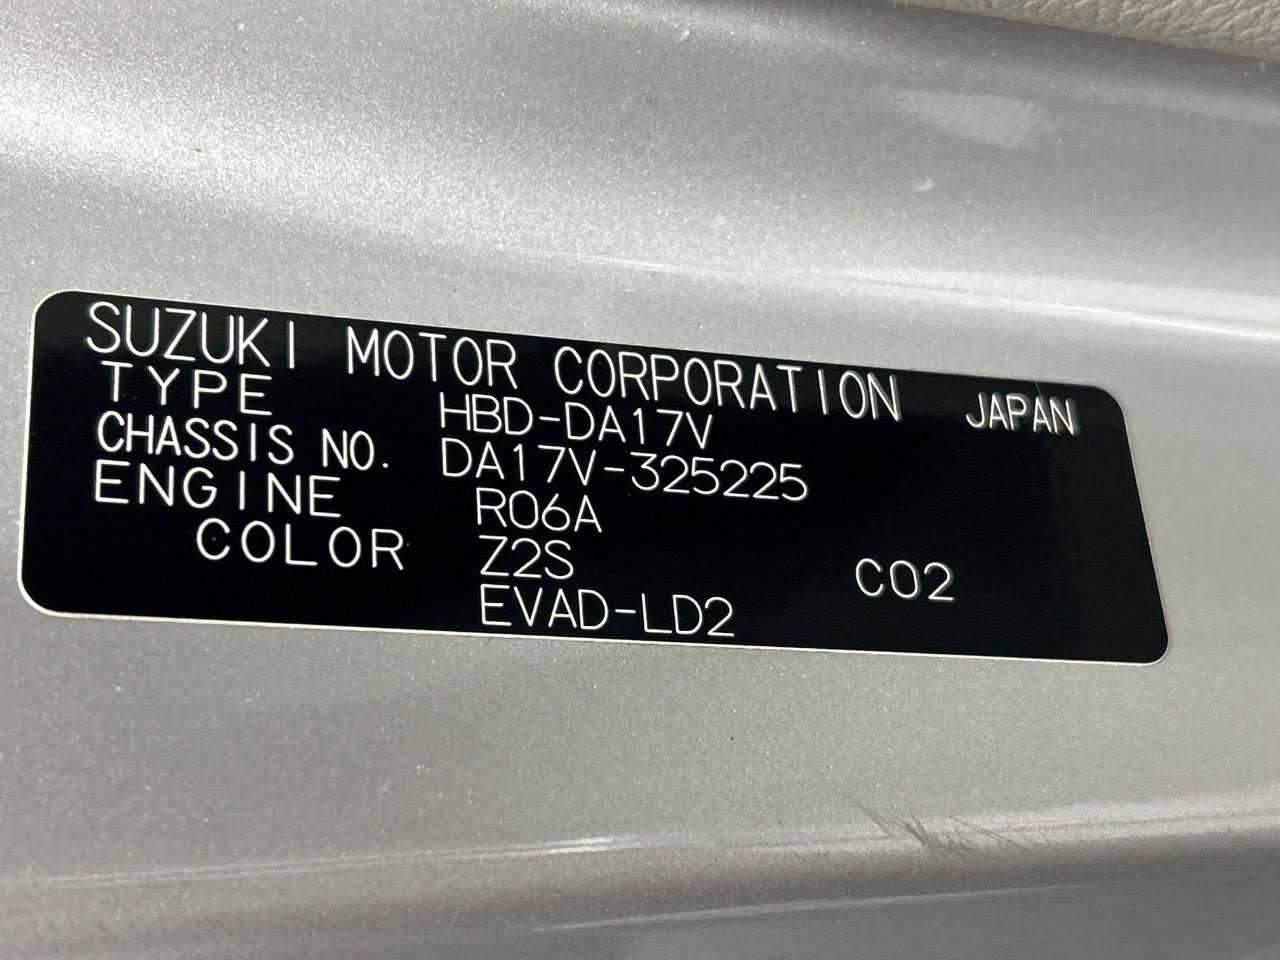 SUZUKI MOTOR CORPORATION JAPAN
TYPE HBD-DA17V
CHASSIS NO. DA17V-325225
ENGINE R06A
COLOR Z2S C02
EVAD-LD2